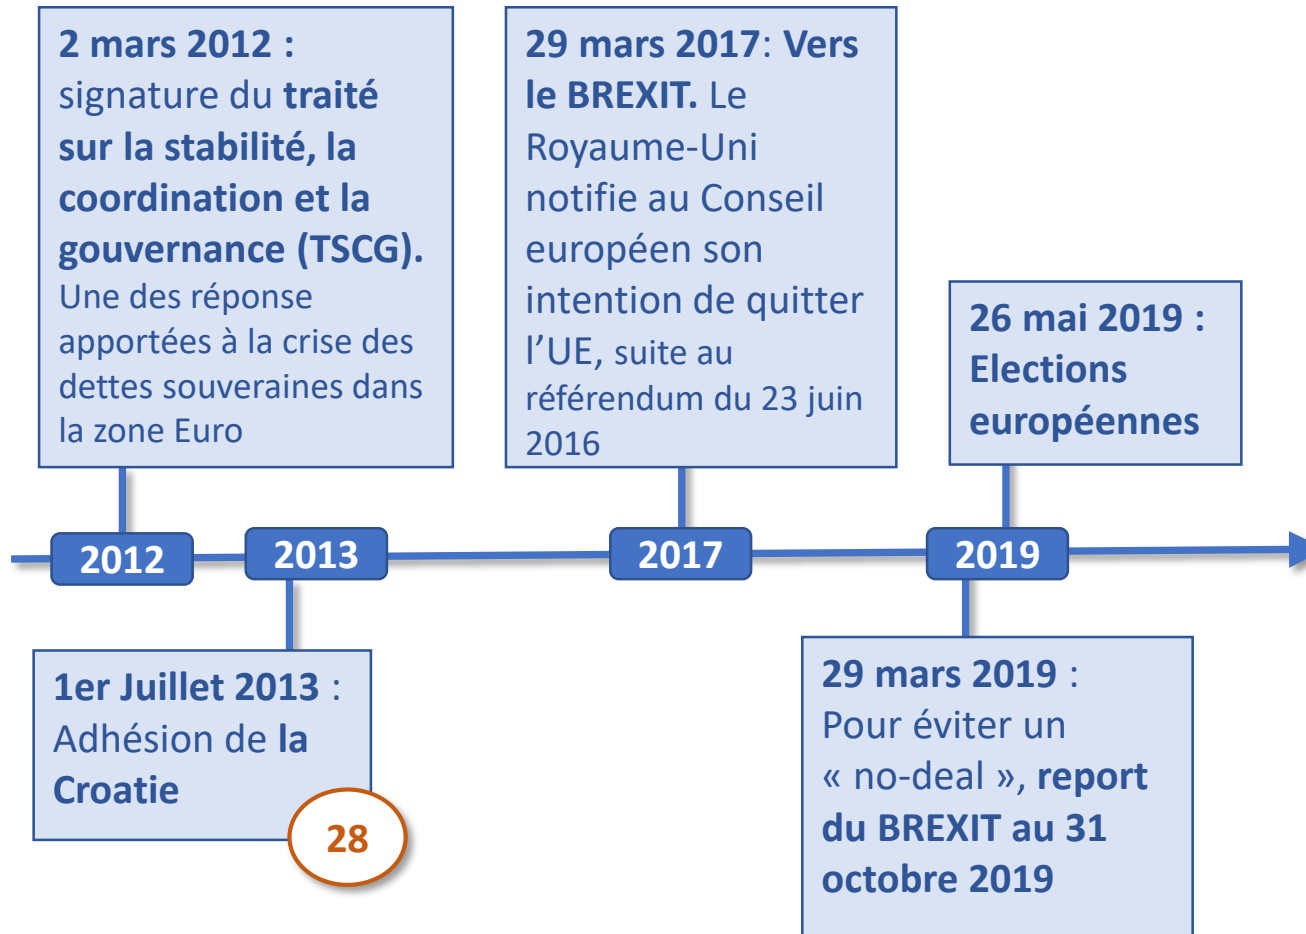 2 mars 2012 :
signature du traité
sur la stabilité, la
coordination et la
gouvernance (TSCG).
Une des réponse
apportées à la crise des
dettes souveraines dans
la zone Euro
29 mars 2017: Vers
le BREXIT. Le
Royaume-Uni
notifie au Conseil
européen son
intention de quitter
l’UE, suite au
référendum du 23 juin
2016
26 mai 2019 :
Elections
européennes
2012
2013
2017
2019
1er Juillet 2013 :
Adhésion de la
Croatie
28
29 mars 2019 :
Pour éviter un
« no-deal », report
du BREXIT au 31
octobre 2019